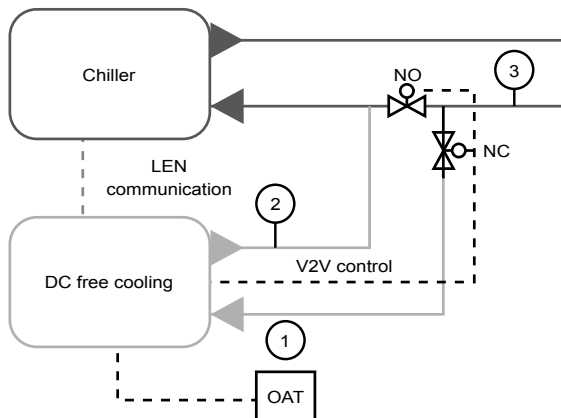 Chiller
NO
3
NC
LEN
communication
2
DC free cooling
V2V control
1
OAT